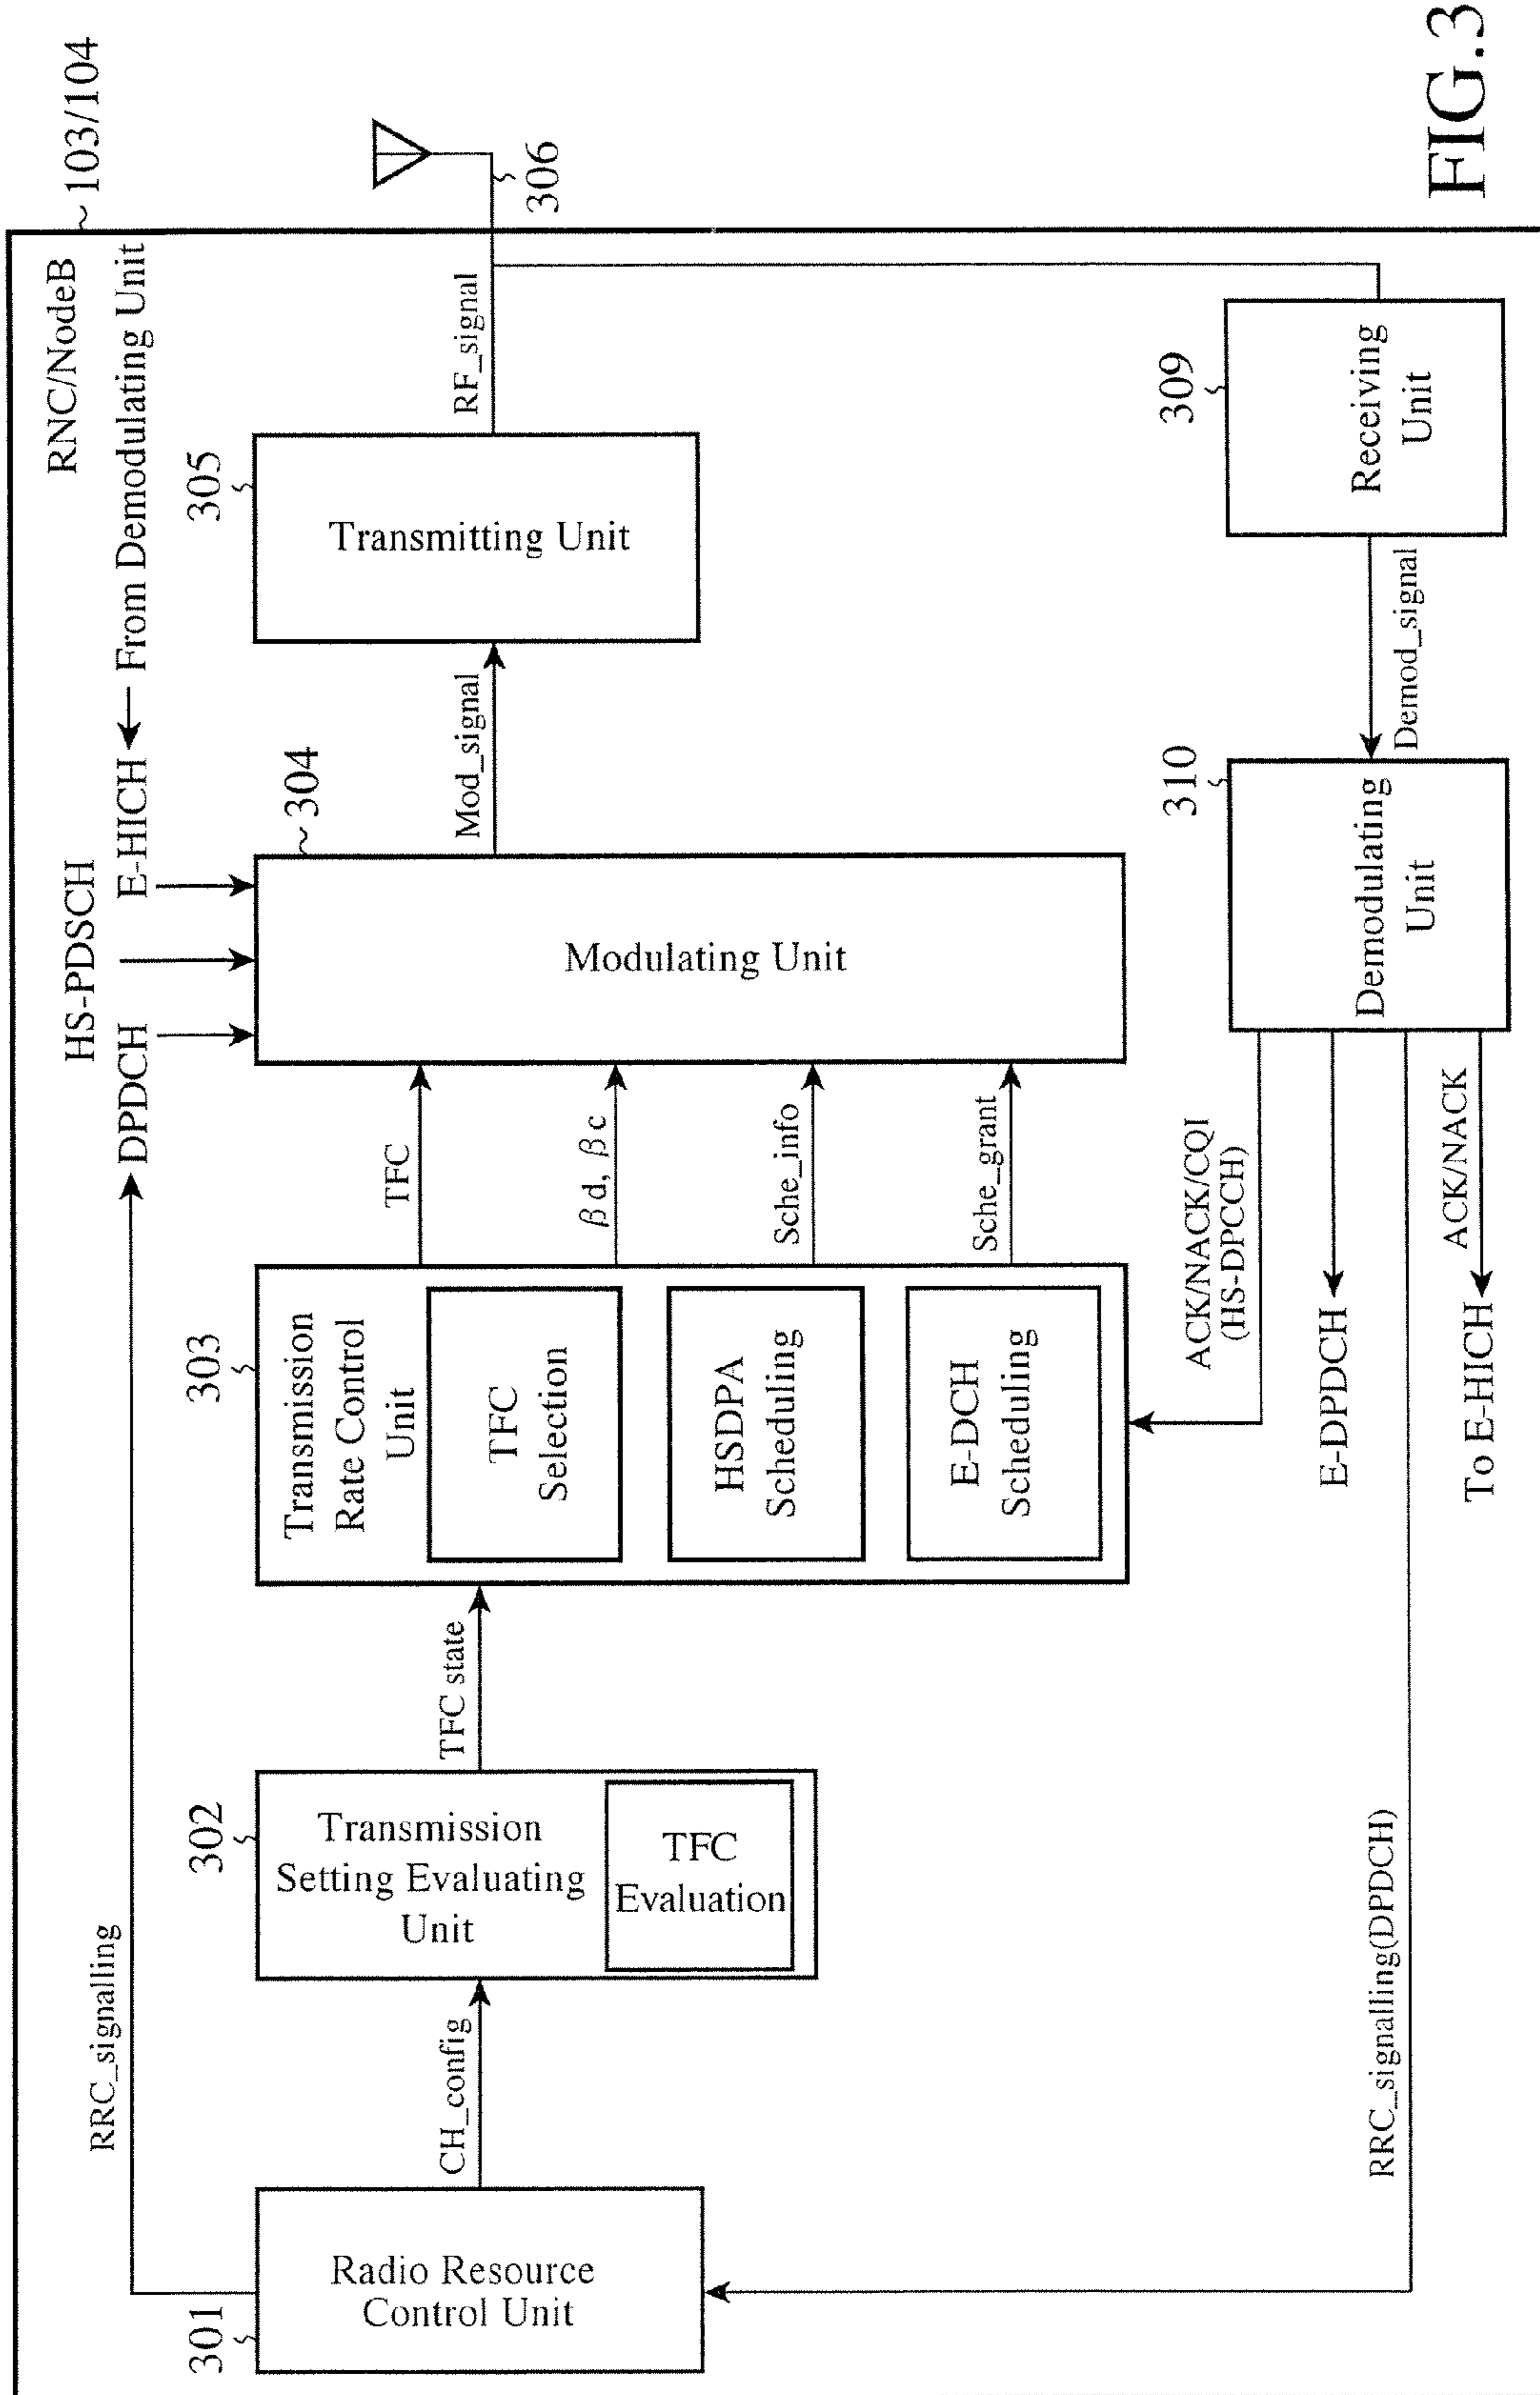 RNC/NodeB
103/104
RRC_signalling
HS-PDSCH
DPDCH
E-HICH
From Demodulating Unit
301
Radio Resource
Control Unit
CH_config
302
Transmission
Setting Evaluating
Unit
TFC
Evaluation
TFC state
303
Transmission
Rate Control
Unit
TFC
Selection
HSDPA
Scheduling
E-DCH
Scheduling
TFC
βd, βc
Sche_info
Sche_grant
304
Modulating Unit
Mod_signal
305
Transmitting Unit
RF_signal
306
309
Receiving
Unit
Demod_signal
310
Demodulating
Unit
ACK/NACK/CQI
(HS-DPCCH)
E-DPDCH
RRC_signalling(DPDCH)
ACK/NACK
To E-HICH
FIG.3